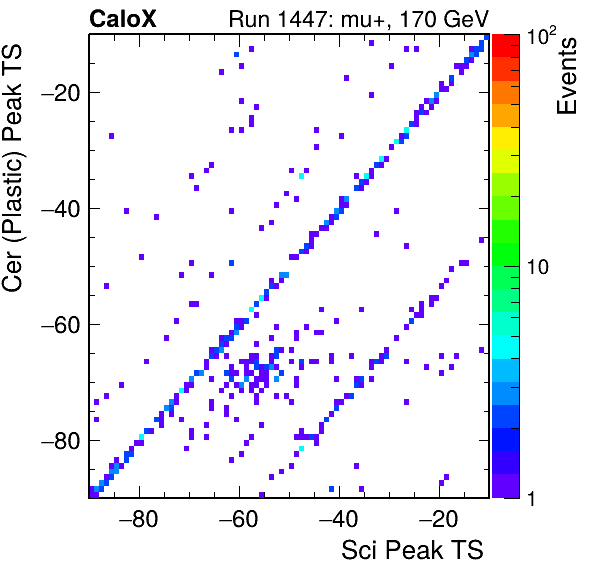 CaloX Run 1447: mu+, 170 GeV
Cer (Plastic) Peak TS
−20
−40
−60
−80
−80 −60 −40 −20
Sci Peak TS
10²
10
1
Events